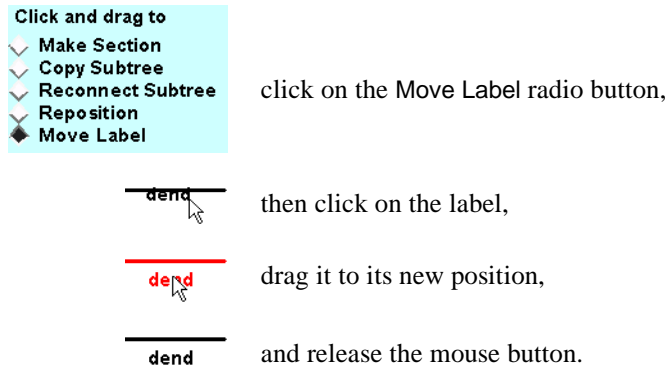 Click and drag to
Make Section
Copy Subtree
Reconnect Subtree
Reposition
Move Label
click on the Move Label radio button,
dend
then click on the label,
dend
drag it to its new position,
dend
and release the mouse button.